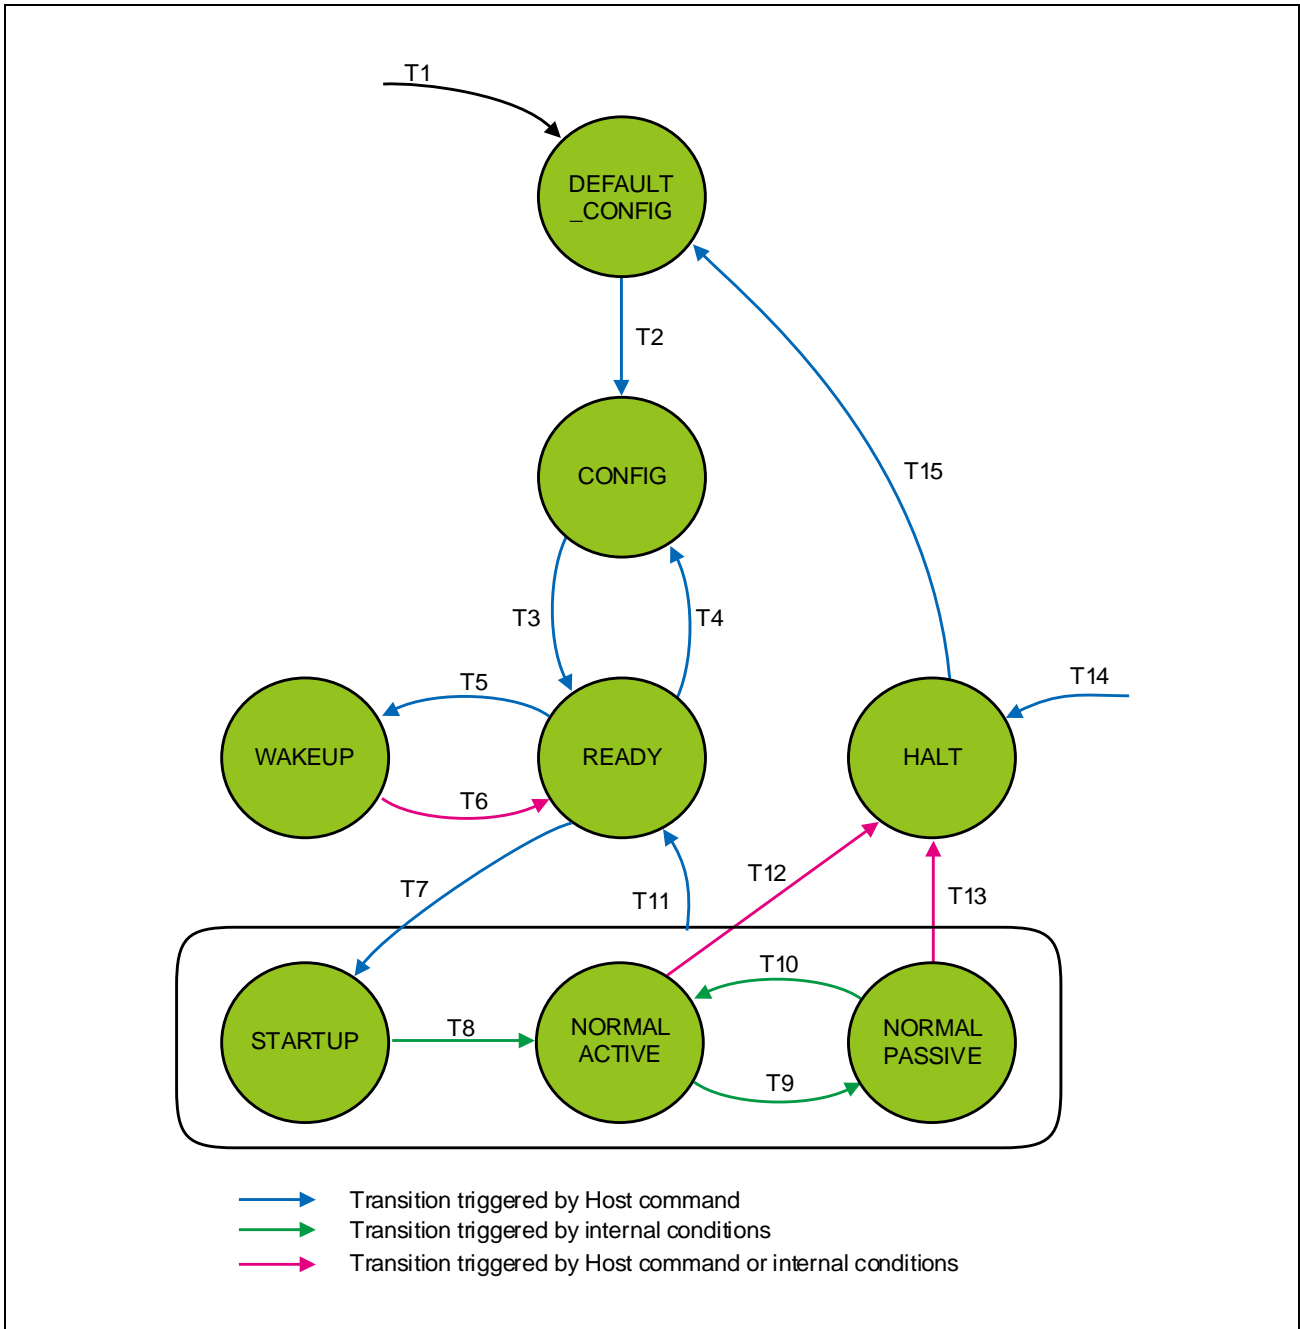 T1
DEFAULT
_CONFIG
T2
CONFIG
T15
T3
T4
T5
T14
WAKEUP
READY
HALT
T6
T7
T12
T11
T13
T10
STARTUP
T8
NORMAL
ACTIVE
NORMAL
PASSIVE
T9
Transition triggered by Host command
Transition triggered by internal conditions
Transition triggered by Host command or internal conditions